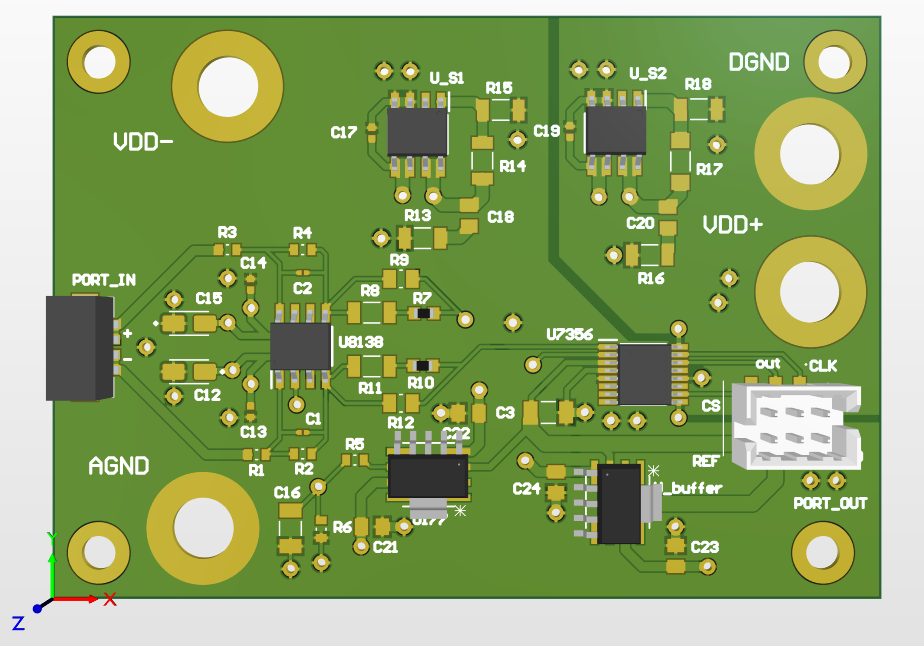 DGND
U_S1
U_S2
R15
R18
C17
C19
VDD-
R14
R17
R13
C18
C20
VDD+
R3
R4
R9
R16
C14
PORT_IN
C2
C15
R8
R7
+
U8138
U7356
-
out
CLK
R11
R10
C12
CS
C1
C3
R12
C13
C22
R5
AGND
R1
R2
REF
C16
C24
_buffer
PORT_OUT
R6
C21
C23
Y
X
Z